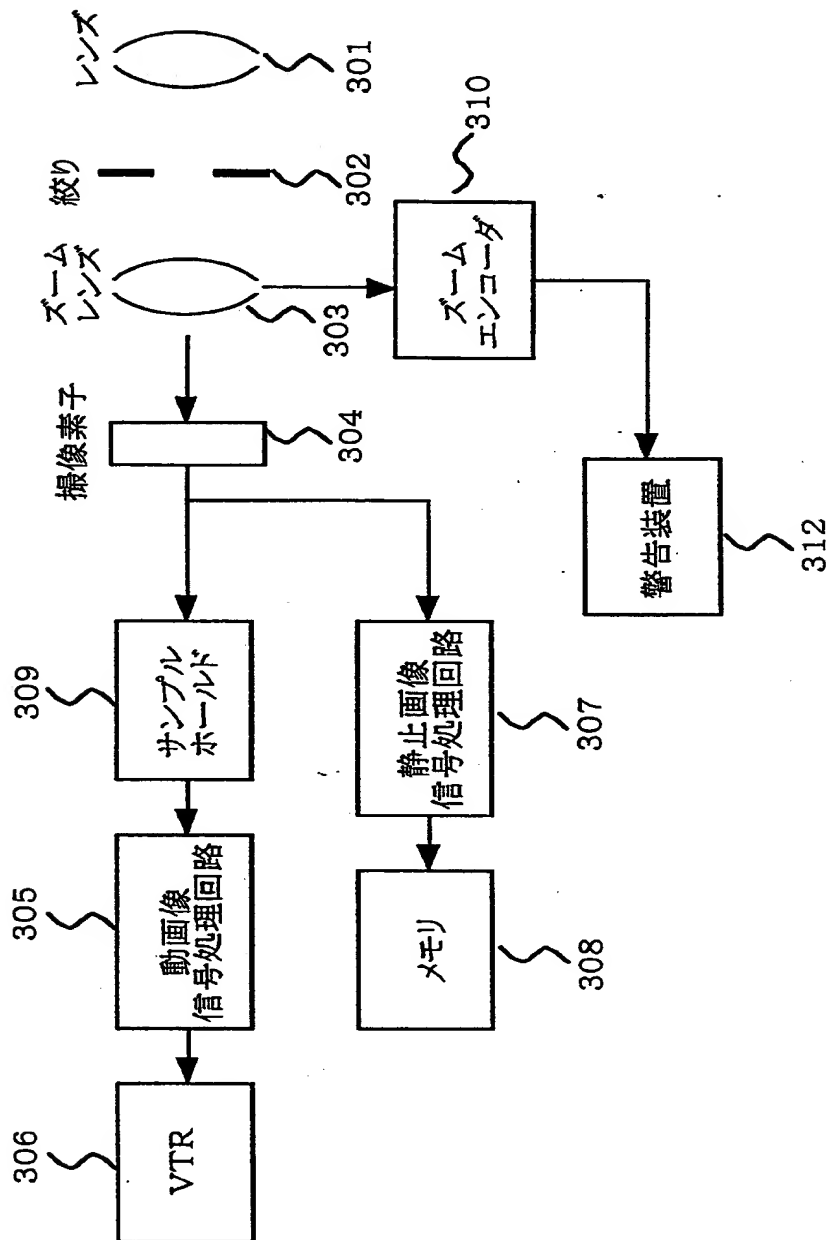 レンズ
301
絞り
302
ズーム
レンズ
303
撮像素子
304
310
ズーム
エンコーダ
警告装置
312
309
サンプル
ホールド
静止画像
信号処理回路
307
305
動画像
信号処理回路
メモリ
308
306
VTR